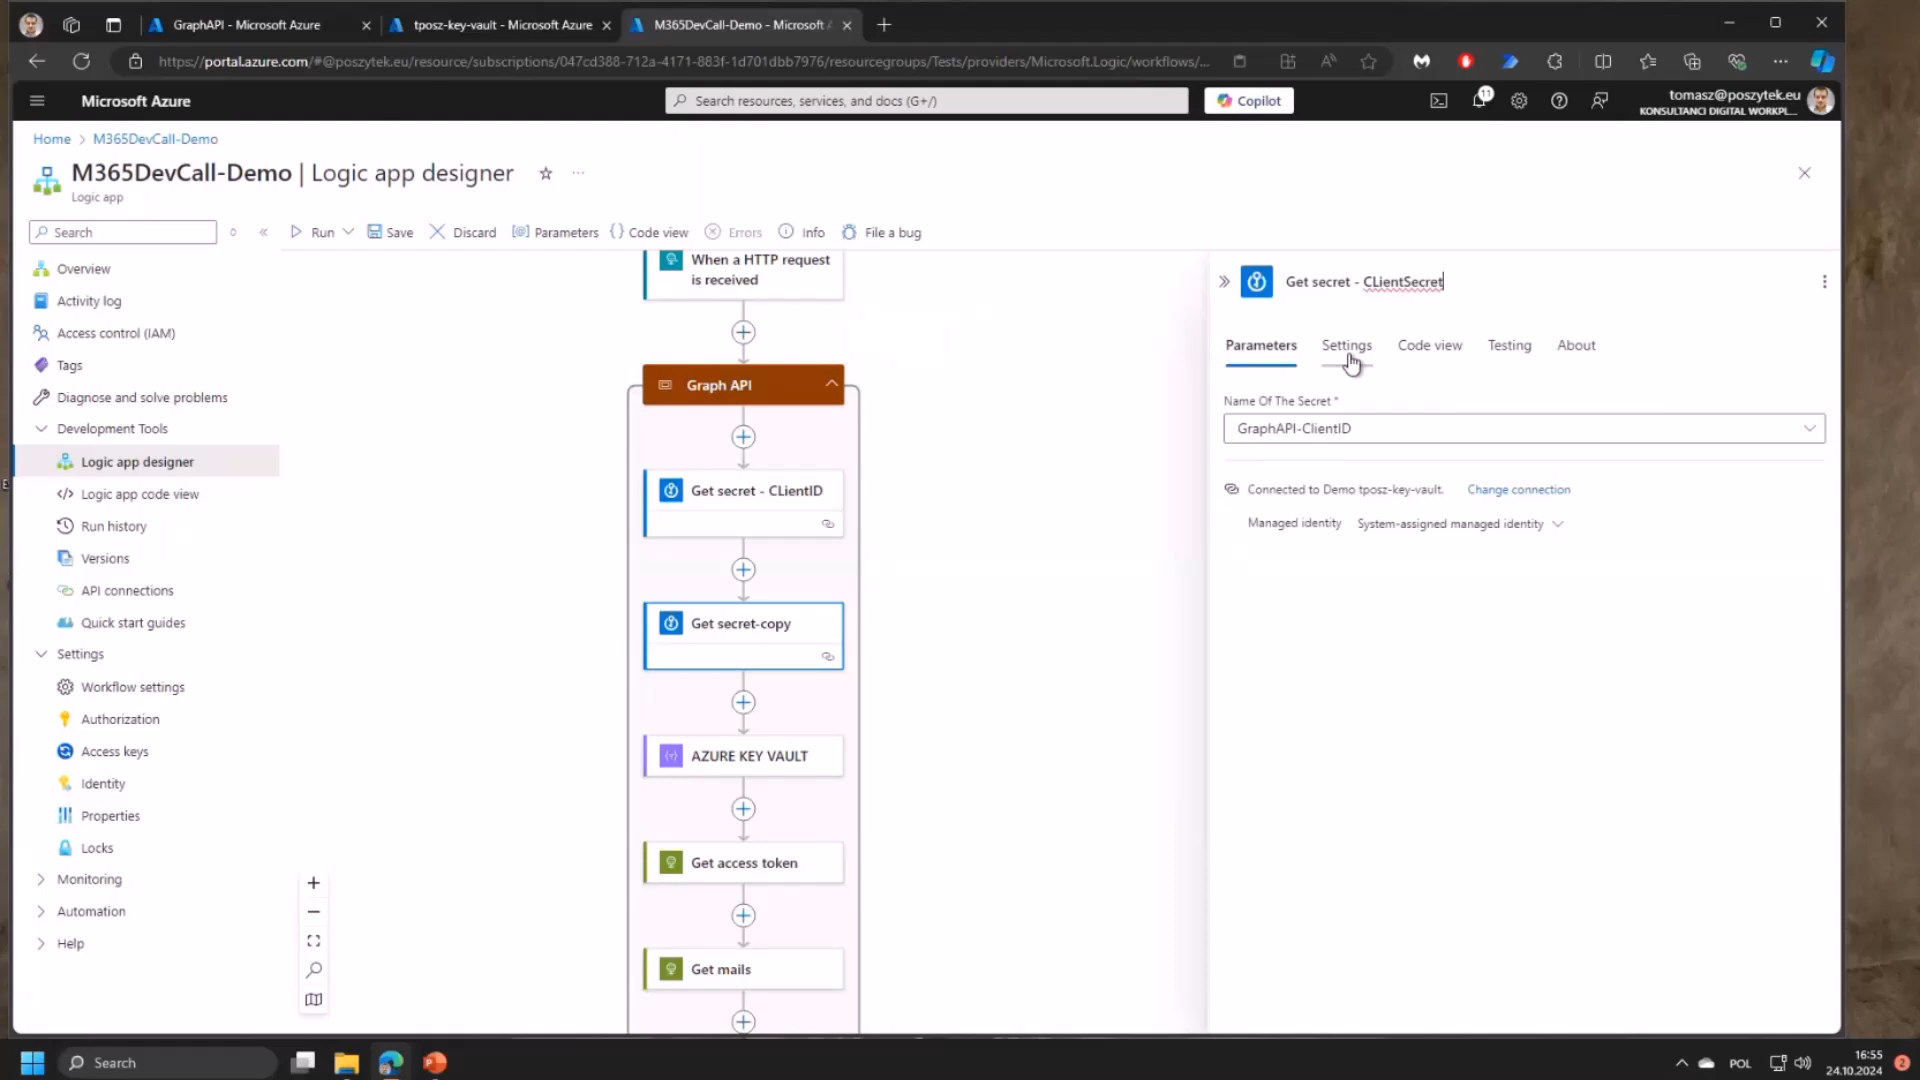 GraphAPI - Microsoft Azure
tposz-key-vault - Microsoft Azure
M365DevCall-Demo - Microsoft A
https://portal.azure.com/#@poszytek.eu/resource/subscriptions/047cd388-712a-4171-883f-1d701dbb7976/resourcegroups/Tests/providers/Microsoft.Logic/workflows/...
Microsoft Azure
Search resources, services, and docs (G+/)
Copilot
11
tomasz@poszytek.eu
KONSULTANCI DIGITAL WORKPL...
Home > M365DevCall-Demo
M365DevCall-Demo | Logic app designer
Logic app
Search
Run
Save
Discard
Parameters
Code view
Errors
Info
File a bug
Overview
Activity log
Access control (IAM)
Tags
Diagnose and solve problems
Development Tools
Logic app designer
Logic app code view
Run history
Versions
API connections
Quick start guides
Settings
Workflow settings
Authorization
Access keys
Identity
Properties
Locks
Monitoring
Automation
Help
When a HTTP request
is received
Graph API
Get secret - CLientID
Get secret-copy
AZURE KEY VAULT
Get access token
Get mails
Get secret - CLientSecret
Parameters
Settings
Code view
Testing
About
Name Of The Secret *
GraphAPI-ClientID
Connected to Demo tposz-key-vault.
Change connection
Managed identity
System-assigned managed identity
Search
POL
16:55
24.10.2024
2